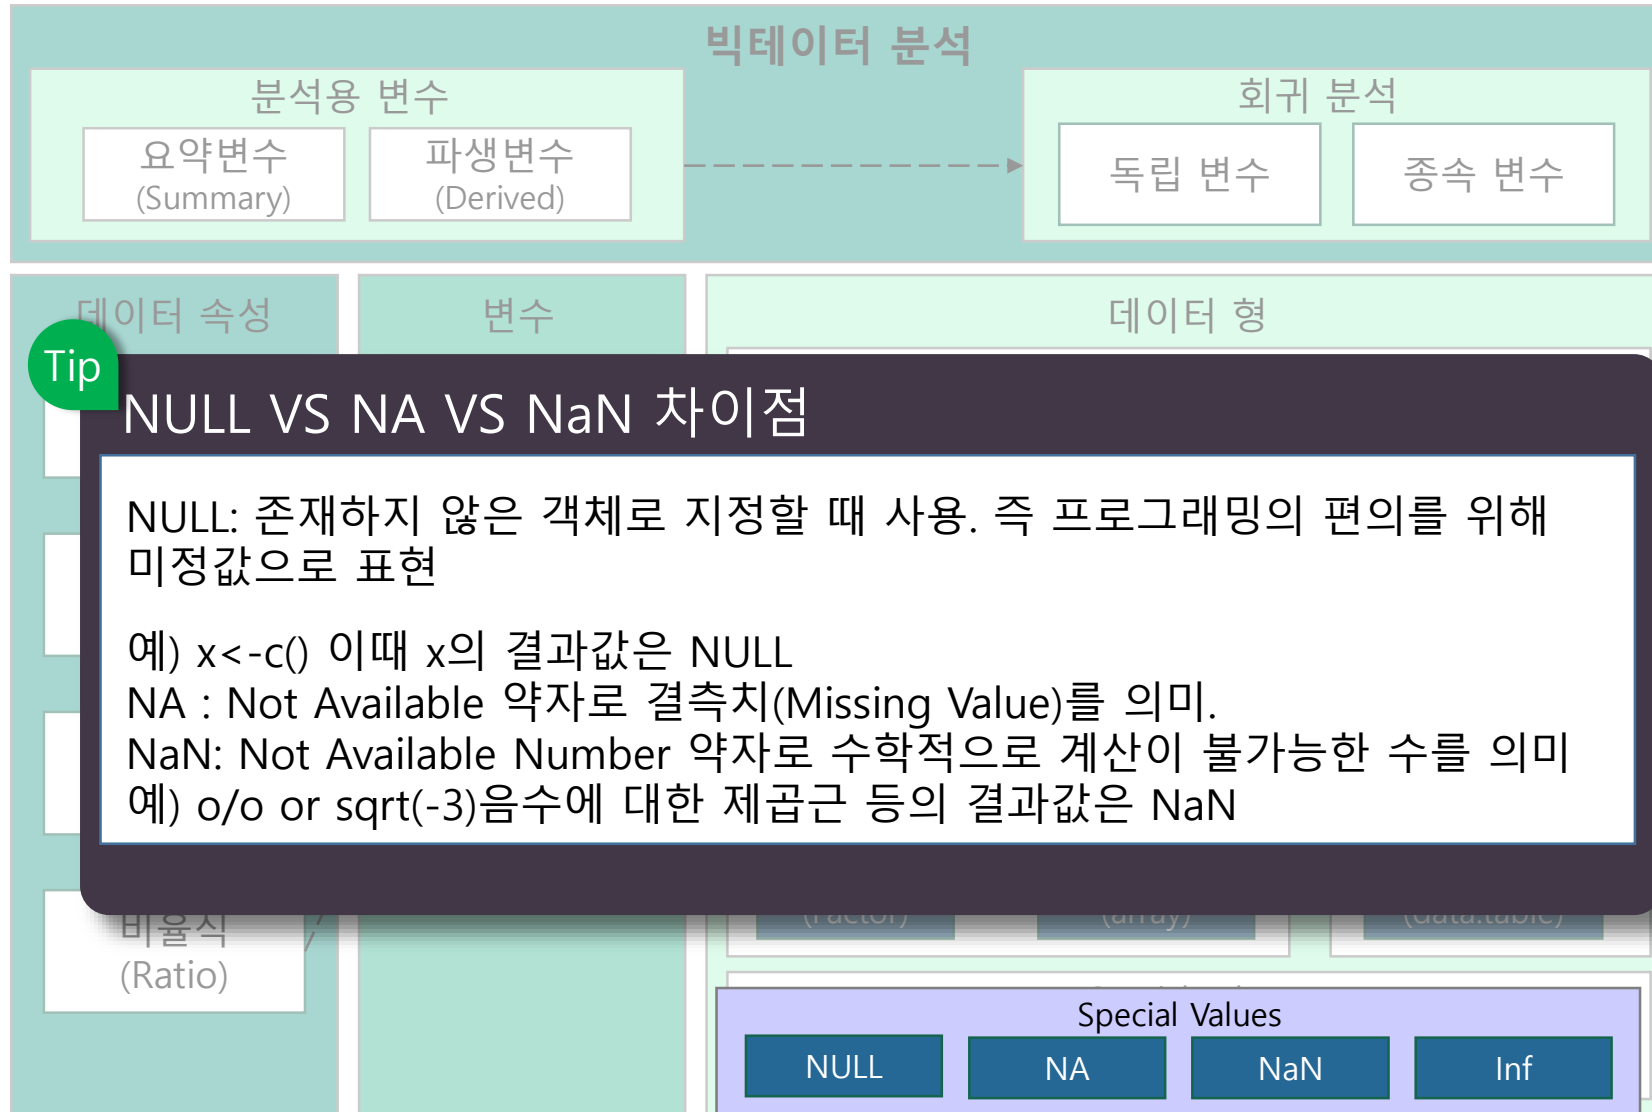 빅테이터 분석
분석용 변수
회귀 분석
요약변수
(Summary)
파생변수
(Derived)
독립 변수
종속 변수
데이터 속성
변수
데이터 형
Tip
NULL VS NA VS NaN 차이점
NULL: 존재하지 않은 객체로 지정할 때 사용. 즉 프로그래밍의 편의를 위해
미정값으로 표현
예) x<-c() 이때 x의 결과값은 NULL
NA : Not Available 약자로 결측치(Missing Value)를 의미.
NaN: Not Available Number 약자로 수학적으로 계산이 불가능한 수를 의미
예) o/o or sqrt(-3)음수에 대한 제곱근 등의 결과값은 NaN
비율식
(Ratio)
(Factor)
(array)
(data.table)
Special Values
NULL
NA
NaN
Inf